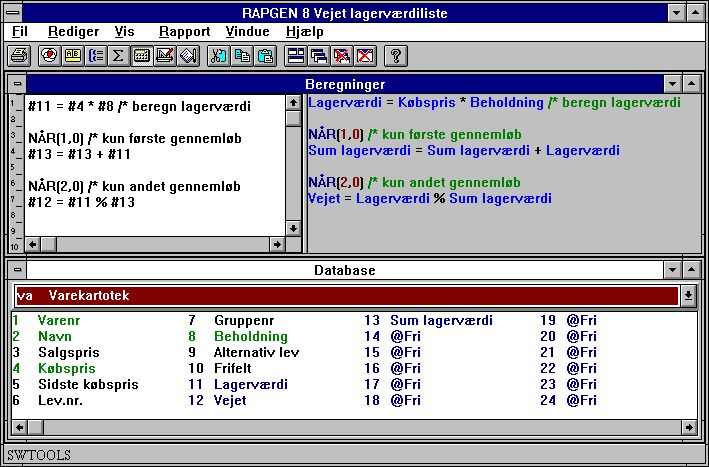 RAPGEN 8 Vejet lagerværdiliste
Fil Rediger Vis Rapport Vindue Hjælp
Beregninger
1 #11 = #4 * #8 /* beregn lagerværdi
2
3 NÅR(1,0) /* kun første gennemløb
4 #13 = #13 + #11
5
6 NÅR(2,0) /* kun andet gennemløb
7 #12 = #11 % #13
8
9
10
Lagerværdi = Købspris * Beholdning /* beregn lagerværdi
NÅR(1,0) /* kun förste gennemløb
Sum lagerværdi = Sum lagerværdi + Lagerværdi
NÅR(2,0) /* kun andet gennemløb
Vejet = Lagerværdi % Sum lagerværdi
Database
va Varekartotek
1 Varenr 7 Gruppenr 13 Sum lagerværdi 19 @Fri
2 Navn 8 Beholdning 14 @Fri 20 @Fri
3 Salgspris 9 Alternativ lev 15 @Fri 21 @Fri
4 Købspris 10 Frifelt 16 @Fri 22 @Fri
5 Sidste købspris 11 Lagerværdi 17 @Fri 23 @Fri
6 Lev.nr. 12 Vejet 18 @Fri 24 @Fri
SWTOOLS